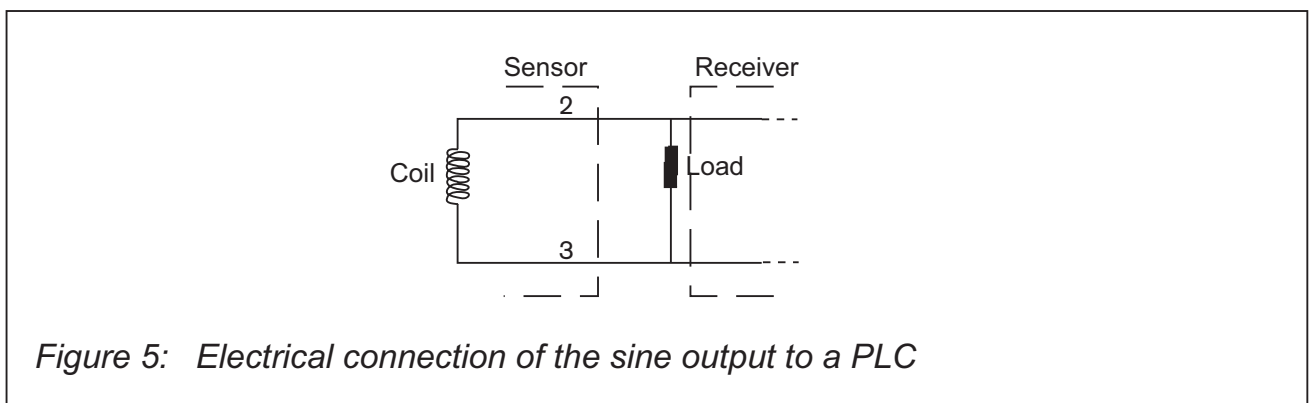 Sensor Receiver
2
Coil
Load
3
Figure 5: Electrical connection of the sine output to a PLC